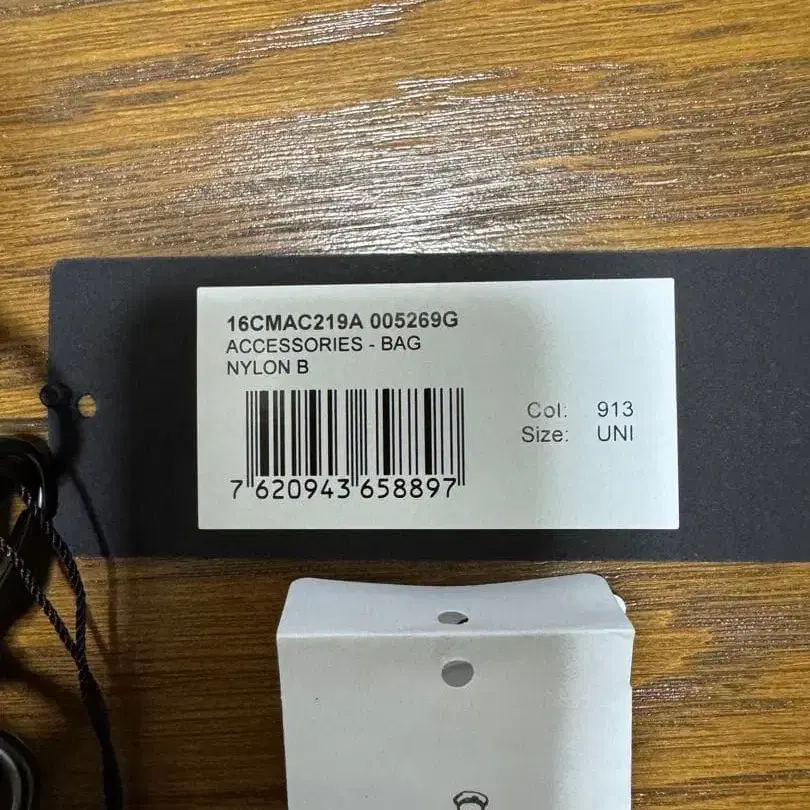 16CMAC219A 005269G
ACCESSORIES - BAG
NYLON B
Col: 913
Size: UNI
7 620943 658897